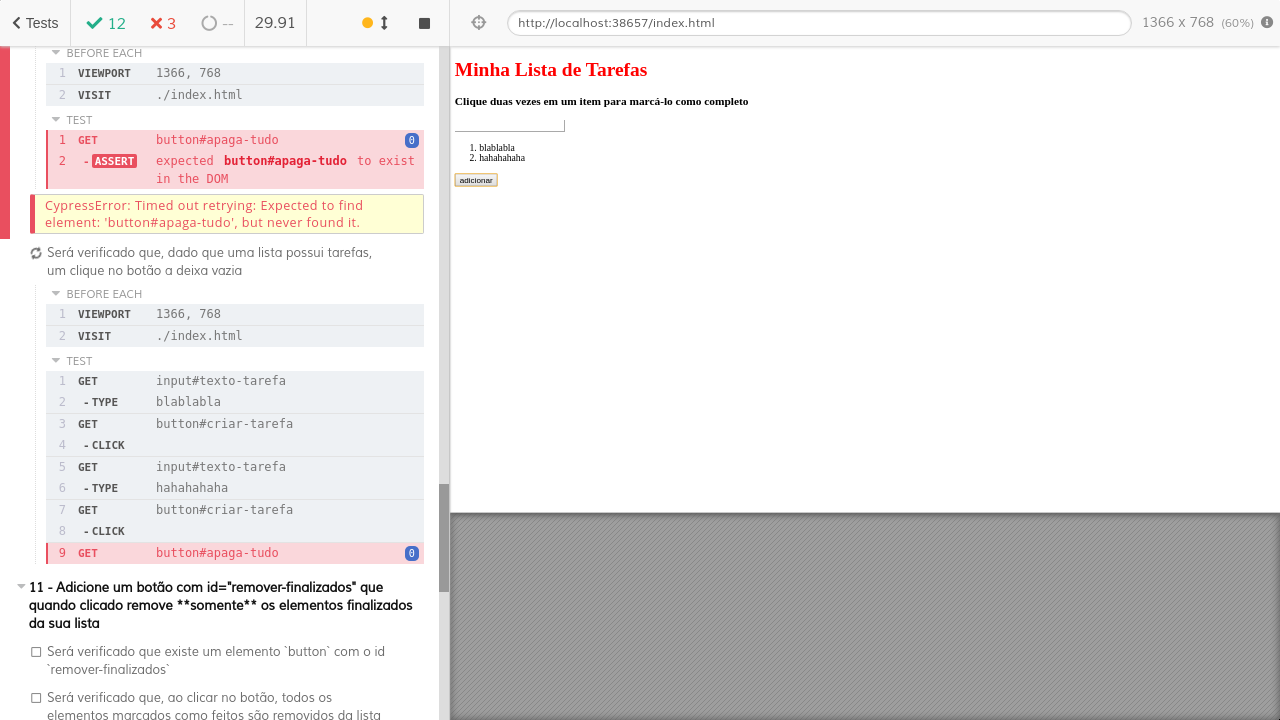 Tests
12
3
--
29.91
http://localhost:38657/index.html
1366 x 768 (60%)
BEFORE EACH
1 VIEWPORT 1366, 768
2 VISIT ./index.html
TEST
1 GET button#apaga-tudo 0
2 -ASSERT expected button#apaga-tudo to exist
in the DOM
CypressError: Timed out retrying: Expected to find
element: 'button#apaga-tudo', but never found it.
Será verificado que, dado que uma lista possui tarefas,
um clique no botão a deixa vazia
BEFORE EACH
1 VIEWPORT 1366, 768
2 VISIT ./index.html
TEST
1 GET input#texto-tarefa
2 -TYPE blablabla
3 GET button#criar-tarefa
4 -CLICK
5 GET input#texto-tarefa
6 -TYPE hahahahaha
7 GET button#criar-tarefa
8 -CLICK
9 GET button#apaga-tudo 0
11 - Adicione um botão com id="remover-finalizados" que
quando clicado remove **somente** os elementos finalizados
da sua lista
Será verificado que existe um elemento `button` com o id
`remover-finalizados`
Será verificado que, ao clicar no botão, todos os
elementos marcados como feitos são removidos da lista
Minha Lista de Tarefas
Clique duas vezes em um item para marcá-lo como completo
1. blablabla
2. hahahahaha
adicionar